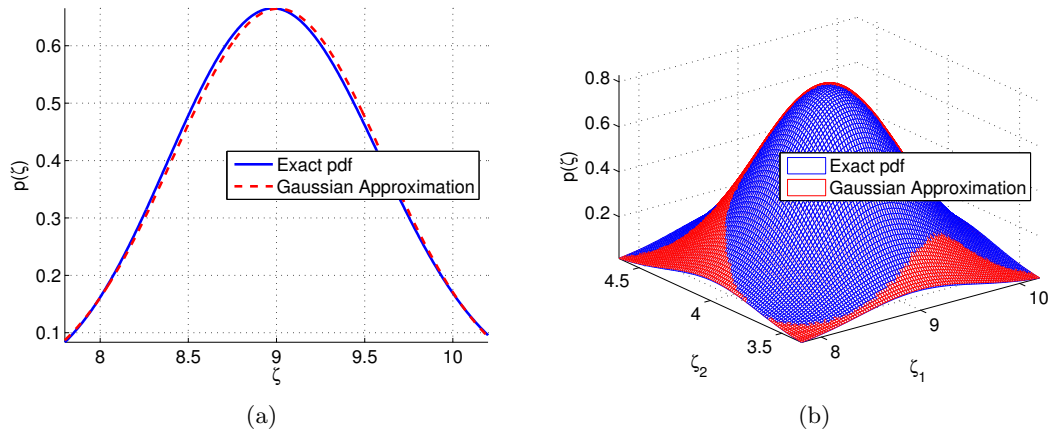 0.6
0.5
0.4
0.3
0.2
0.1
p(ζ)
8
8.5
9
9.5
10
ζ
Exact pdf
Gaussian Approximation
(a)
0.8
0.6
0.4
0.2
p(ζ)
4.5
4
3.5
ζ2
8
9
10
ζ1
Exact pdf
Gaussian Approximation
(b)